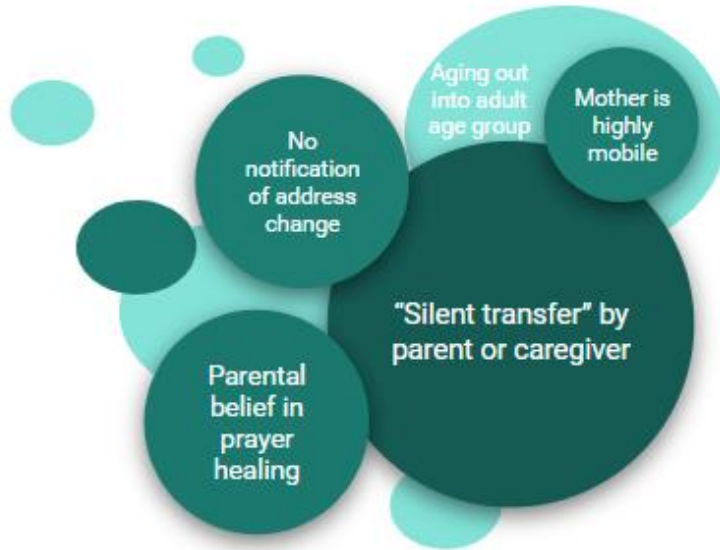 Aging out
into adult
age group
Mother is
highly
mobile
No
notification
of address
change
“Silent transfer” by
parent or caregiver
Parental
belief in
prayer
healing